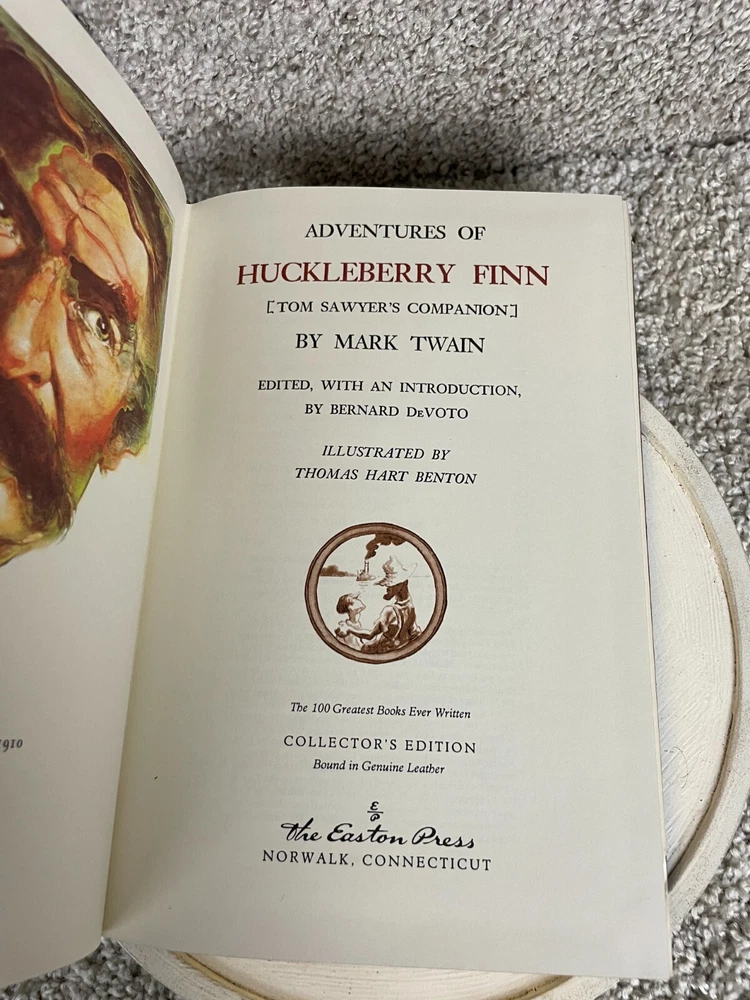 1910
ADVENTURES OF
HUCKLEBERRY FINN
[TOM SAWYER'S COMPANION]
BY MARK TWAIN
EDITED, WITH AN INTRODUCTION,
BY BERNARD DEVOTO
ILLUSTRATED BY
THOMAS HART BENTON
The 100 Greatest Books Ever Written
COLLECTOR'S EDITION
Bound in Genuine Leather
E
P
The Easton Press
NORWALK, CONNECTICUT